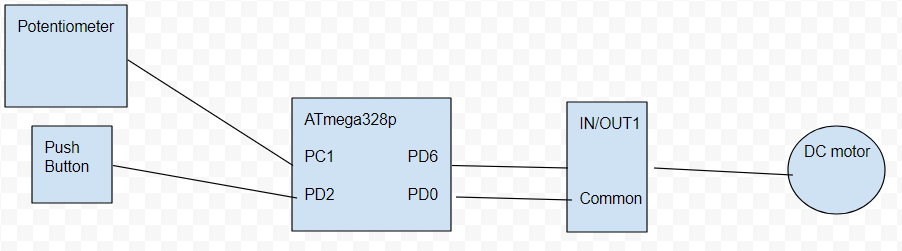 Potentiometer
Push
Button
ATmega328p
PC1
PD6
PD2
PD0
IN/OUT1
Common
DC motor